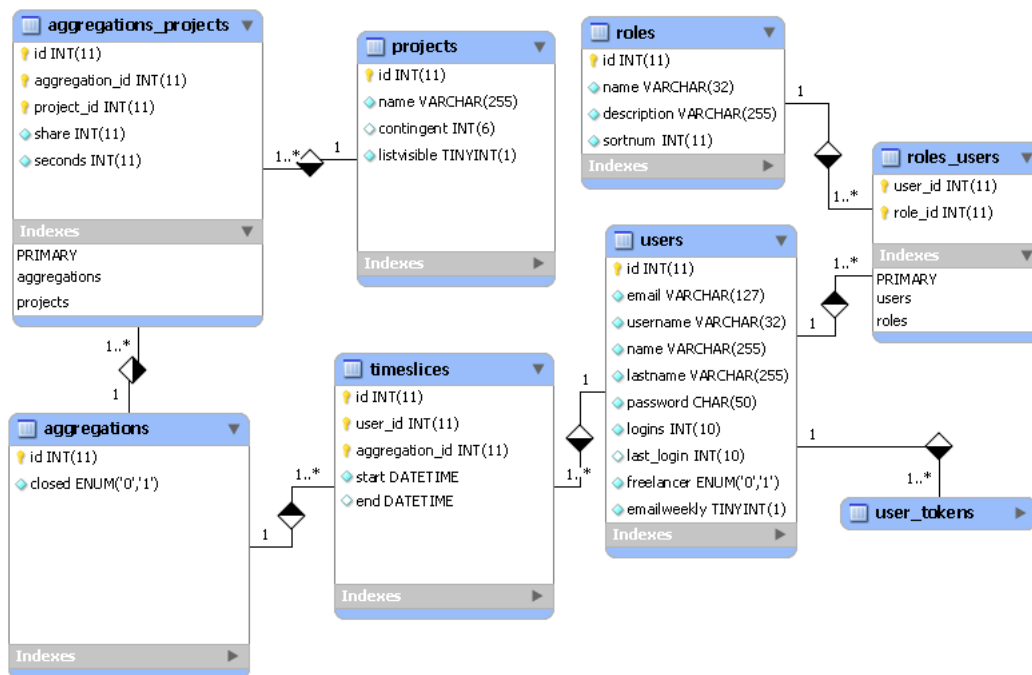 aggregations_projects
id INT(11)
aggregation_id INT(11)
project_id INT(11)
share INT(11)
seconds INT(11)
Indexes
PRIMARY
aggregations
projects
1..*
1
projects
id INT(11)
name VARCHAR(255)
contingent INT(6)
listvisible TINYINT(1)
Indexes
roles
id INT(11)
name VARCHAR(32)
description VARCHAR(255)
sortnum INT(11)
Indexes
1
1..*
roles_users
user_id INT(11)
role_id INT(11)
Indexes
PRIMARY
users
roles
1..*
1
users
id INT(11)
email VARCHAR(127)
username VARCHAR(32)
name VARCHAR(255)
lastname VARCHAR(255)
password CHAR(50)
logins INT(10)
last_login INT(10)
freelancer ENUM('0','1')
emailweekly TINYINT(1)
Indexes
1
1..*
user_tokens
1..*
1
aggregations
id INT(11)
closed ENUM('0','1')
Indexes
1..*
1
timeslices
id INT(11)
user_id INT(11)
aggregation_id INT(11)
start DATETIME
end DATETIME
Indexes
1
1..*